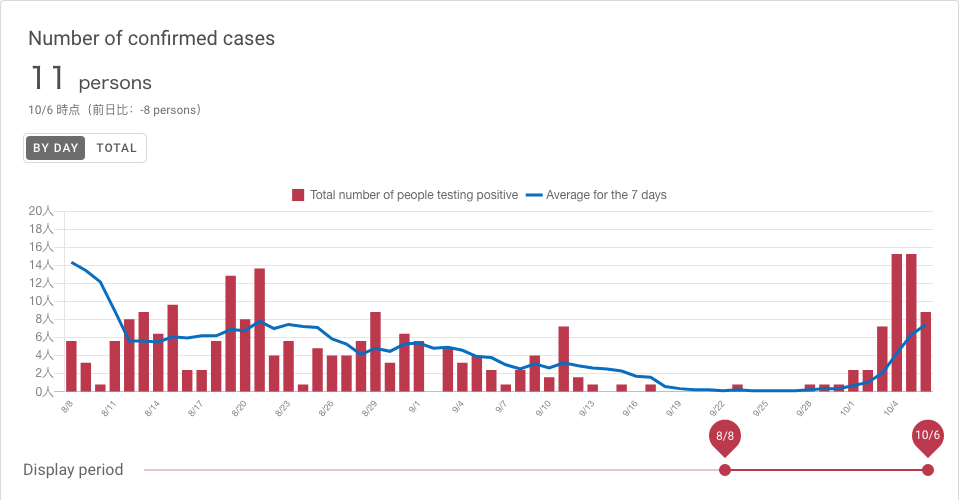 Number of confirmed cases
11 persons
10/6 時点（前日比：-8 persons）
BY DAY TOTAL
Total number of people testing positive Average for the 7 days
20人
18人
16人
14人
12人
10人
8人
6人
4人
2人
0人
8/8 8/11 8/14 8/17 8/20 8/23 8/26 8/29 9/1 9/4 9/7 9/10 9/13 9/16 9/19 9/22 9/25 9/28 10/1 10/4
8/8 10/6
Display period